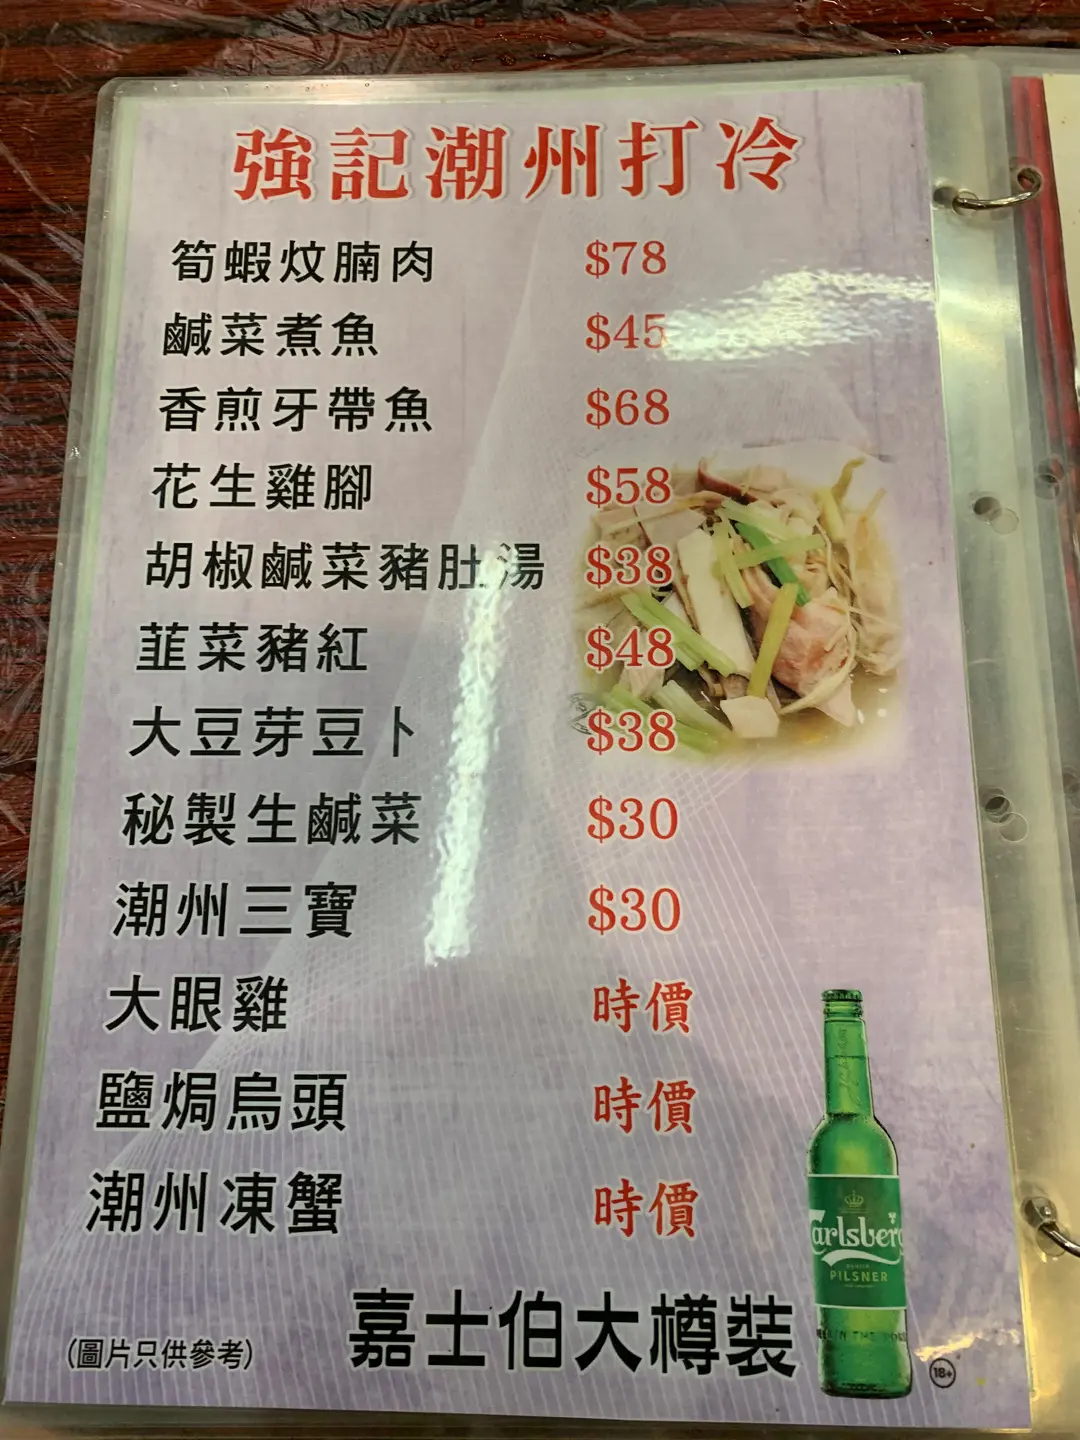 強記潮州打冷
筍蝦炆腩肉 $78
鹹菜煮魚 $45
香煎牙帶魚 $68
花生雞腳 $58
胡椒鹹菜豬肚湯 $38
韮菜豬紅 $48
大豆芽豆卜 $38
秘製生鹹菜 $30
潮州三寶 $30
大眼雞 時價
鹽焗烏頭 時價
潮州凍蟹 時價
Carlsberg
DANISH
PILSNER
嘉士伯大樽裝
(圖片只供參考)
18+